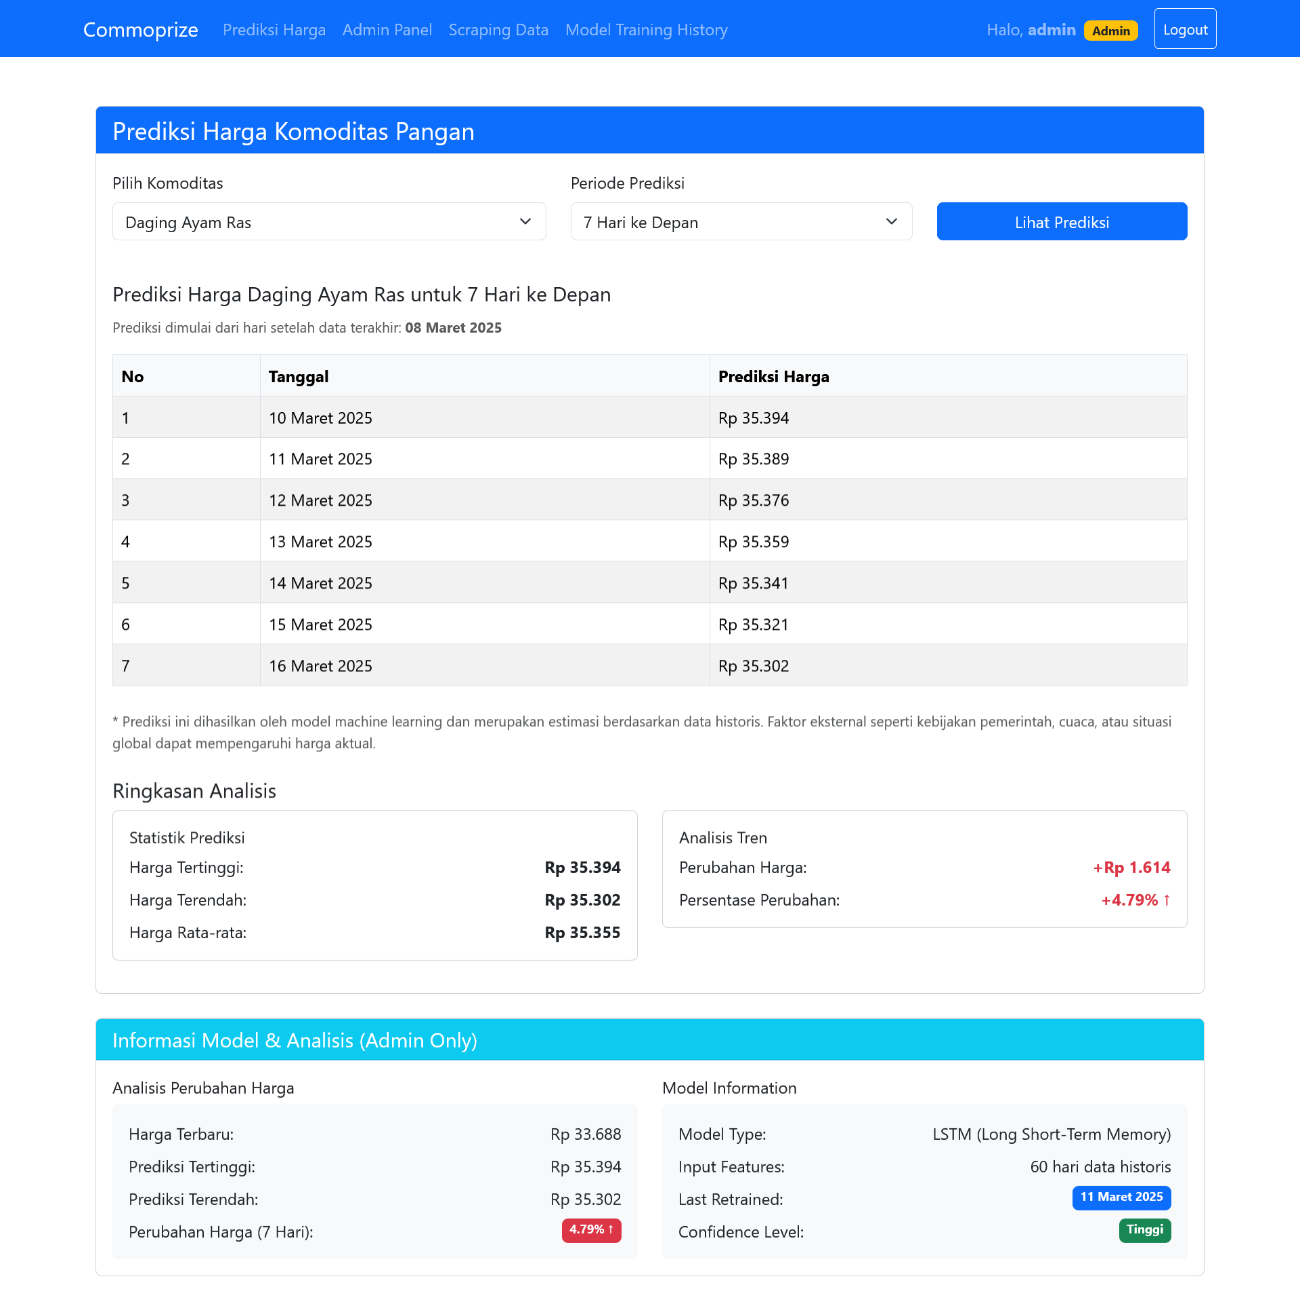 Commoprize Prediksi Harga Admin Panel Scraping Data Model Training History Halo, admin Admin Logout
Prediksi Harga Komoditas Pangan
Pilih Komoditas Periode Prediksi
Daging Ayam Ras 7 Hari ke Depan Lihat Prediksi
Prediksi Harga Daging Ayam Ras untuk 7 Hari ke Depan
Prediksi dimulai dari hari setelah data terakhir: 08 Maret 2025
No Tanggal Prediksi Harga
1 10 Maret 2025 Rp 35.394
2 11 Maret 2025 Rp 35.389
3 12 Maret 2025 Rp 35.376
4 13 Maret 2025 Rp 35.359
5 14 Maret 2025 Rp 35.341
6 15 Maret 2025 Rp 35.321
7 16 Maret 2025 Rp 35.302
* Prediksi ini dihasilkan oleh model machine learning dan merupakan estimasi berdasarkan data historis. Faktor eksternal seperti kebijakan pemerintah, cuaca, atau situasi
global dapat mempengaruhi harga aktual.
Ringkasan Analisis
Statistik Prediksi
Harga Tertinggi: Rp 35.394
Harga Terendah: Rp 35.302
Harga Rata-rata: Rp 35.355
Analisis Tren
Perubahan Harga: +Rp 1.614
Persentase Perubahan: +4.79% ↑
Informasi Model & Analisis (Admin Only)
Analisis Perubahan Harga
Harga Terbaru: Rp 33.688
Prediksi Tertinggi: Rp 35.394
Prediksi Terendah: Rp 35.302
Perubahan Harga (7 Hari): 4.79% ↑
Model Information
Model Type: LSTM (Long Short-Term Memory)
Input Features: 60 hari data historis
Last Retrained: 11 Maret 2025
Confidence Level: Tinggi